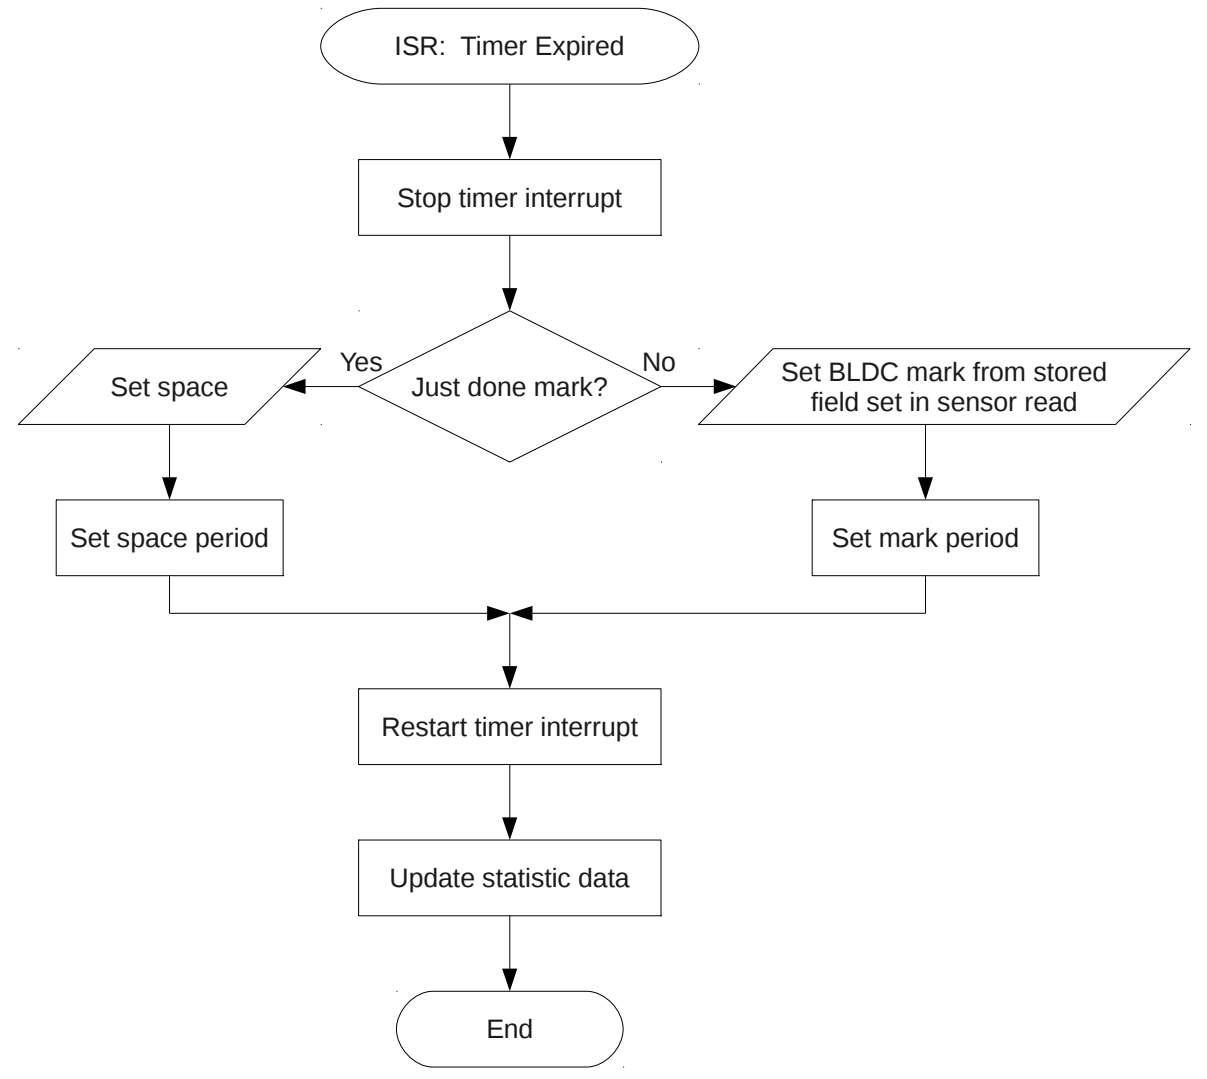 ISR:  Timer Expired
Stop timer interrupt
Yes
No
Set space
Just done mark?
Set BLDC mark from stored
field set in sensor read
Set space period
Set mark period
Restart timer interrupt
Update statistic data
End